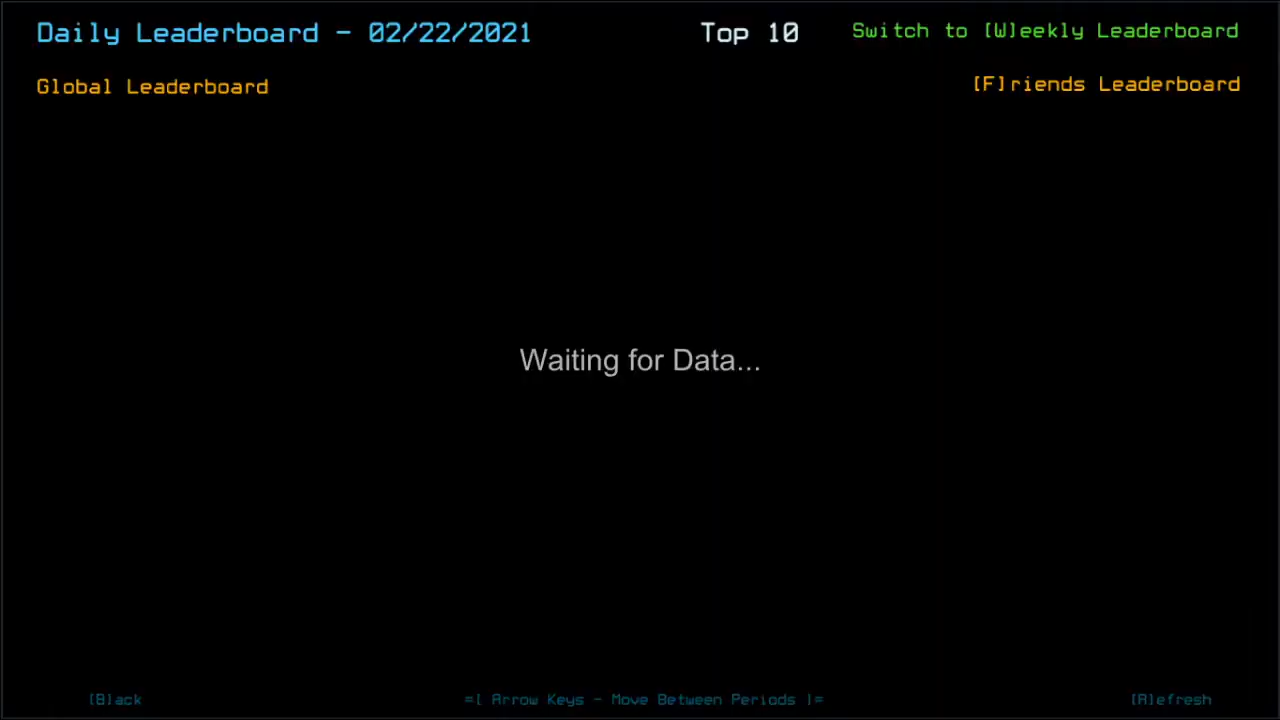 Daily Leaderboard - 02/22/2021
Top 10
Switch to [W]eekly Leaderboard
Global Leaderboard
[F]riends Leaderboard
Waiting for Data...
[B]ack
=[ Arrow Keys - Move Between Periods ]=
[R]efresh